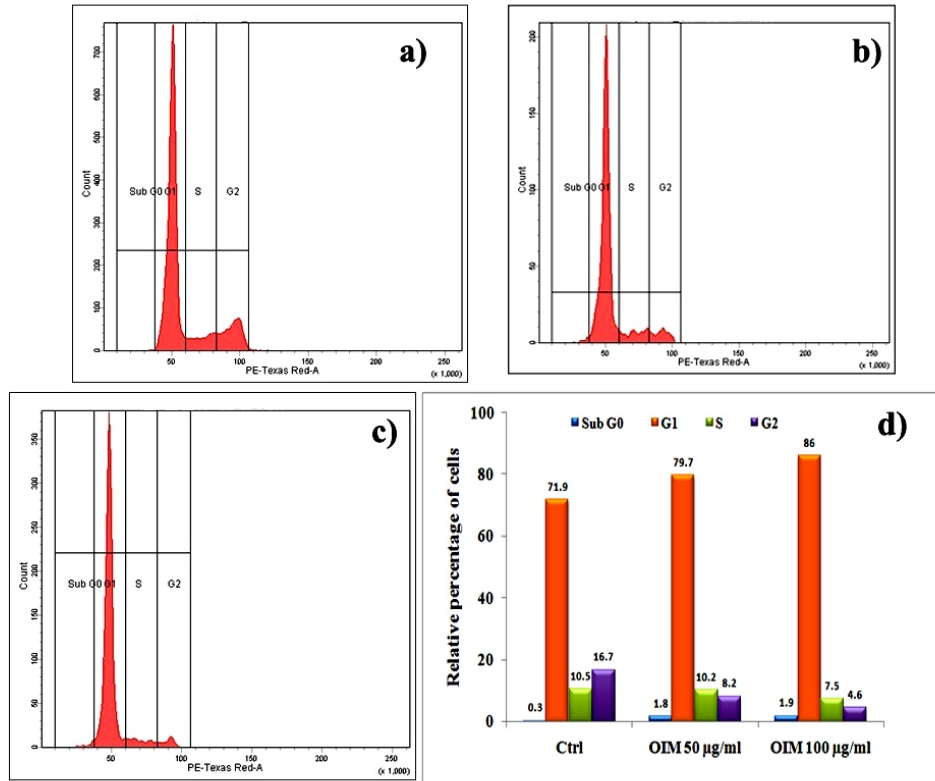 a)
700
600
500
400
300
200
100
0
Count
Sub G0 G1 S G2
50 100 150 200 250
PE-Texas Red-A
(x 1,000)
b)
200
150
100
50
0
Count
Sub G0 G1 S G2
50 100 150 200 250
PE-Texas Red-A
(x 1,000)
c)
350
300
250
200
150
100
50
0
Count
Sub G0 G1 S G2
50 100 150 200 250
PE-Texas Red-A
(x 1,000)
d)
Sub G0 G1 S G2
Relative percentage of cells
100
80
60
40
20
0
0.3 71.9 10.5 16.7
1.8 79.7 10.2 8.2
1.9 86 7.5 4.6
Ctrl OIM 50 µg/ml OIM 100 µg/ml